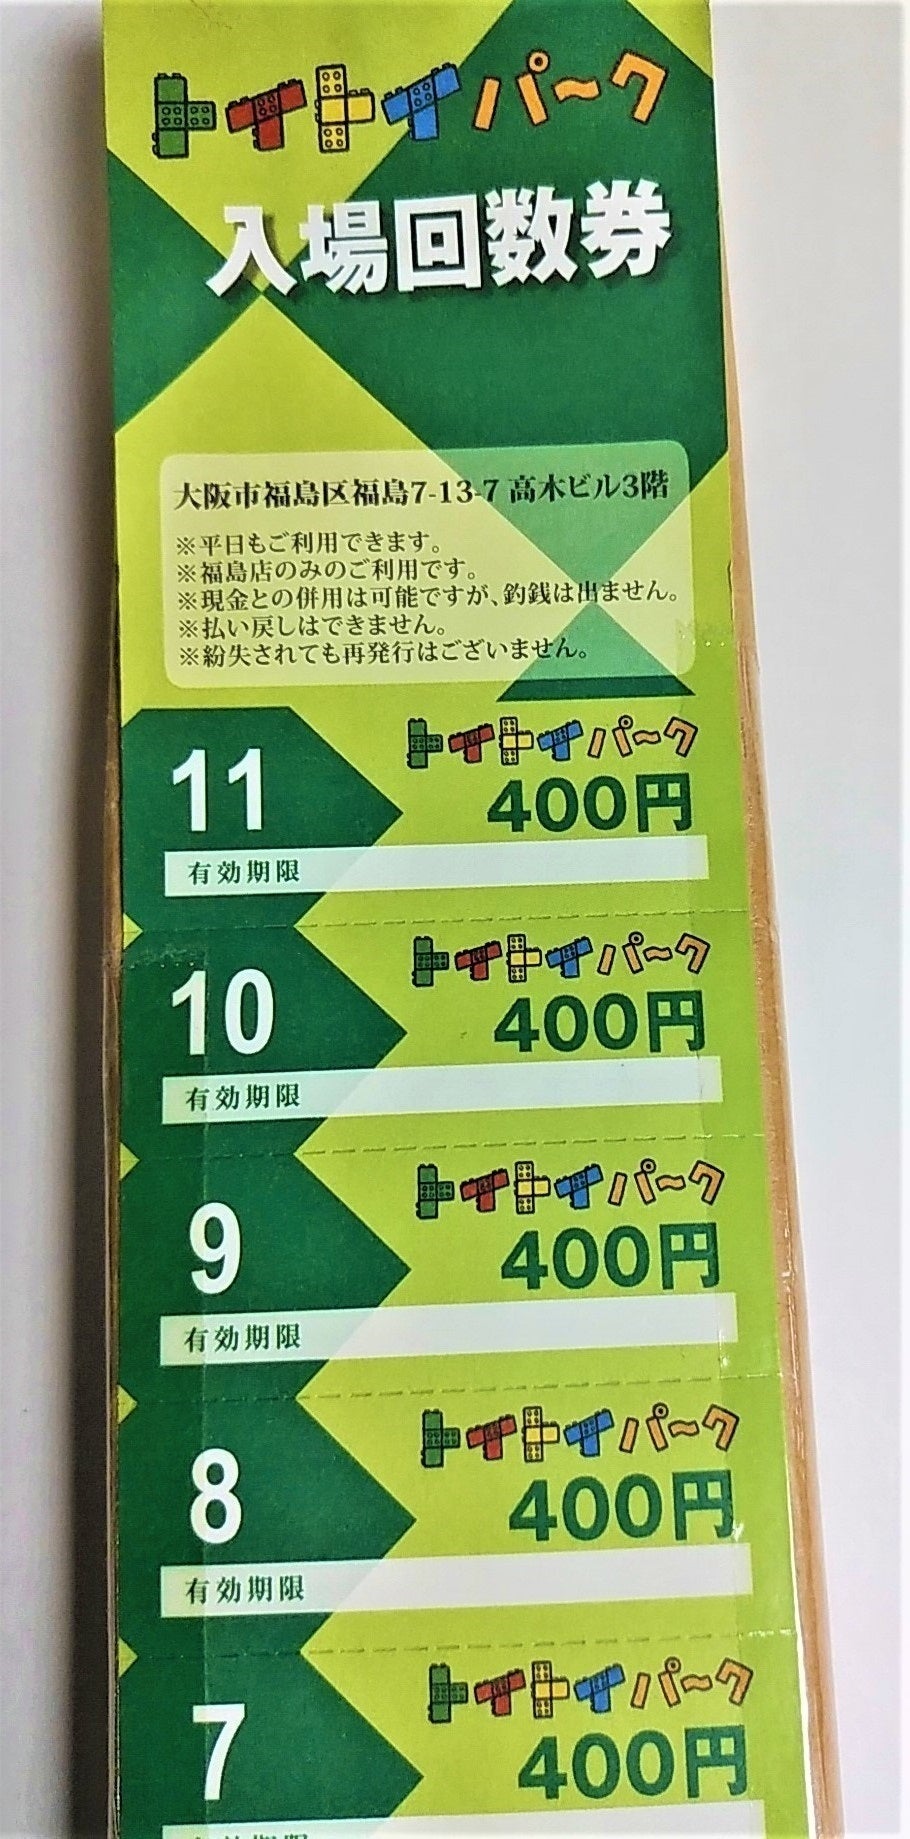 トイトイパーク
入場回数券
大阪市福島区福島7-13-7 高木ビル3階
※平日もご利用できます。
※福島店のみのご利用です。
※現金との併用は可能ですが、釣銭は出ません。
※払い戻しはできません。
※紛失されても再発行はございません。
トイトイパーク
11
400円
有効期限
トイトイパーク
10
400円
有効期限
トイトイパーク
9
400円
有効期限
トイトイパーク
8
400円
有効期限
トイトイパーク
7
400円